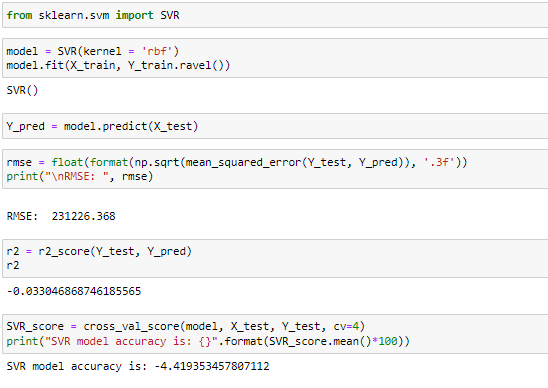 from sklearn.svm import SVR
model = SVR(kernel = 'rbf')
model.fit(X_train, Y_train.ravel())
SVR()
Y_pred = model.predict(X_test)
rmse = float(format(np.sqrt(mean_squared_error(Y_test, Y_pred)), '.3f'))
print("\nRMSE: ", rmse)
RMSE:  231226.368
r2 = r2_score(Y_test, Y_pred)
r2
-0.033046868746185565
SVR_score = cross_val_score(model, X_test, Y_test, cv=4)
print("SVR model accuracy is: {}".format(SVR_score.mean()*100))
SVR model accuracy is: -4.419353457807112